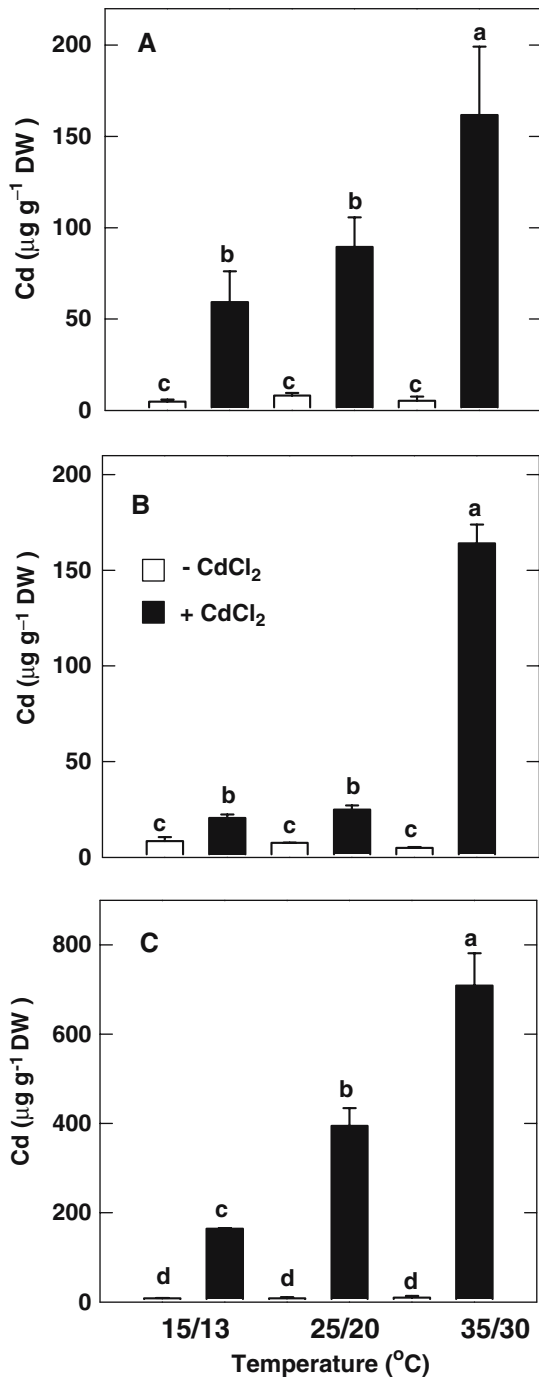 A
Cd (µg g⁻¹ DW)
200
150
100
50
0
c
b
c
b
c
a
B
- CdCl₂
+ CdCl₂
Cd (µg g⁻¹ DW)
200
150
100
50
0
c
b
c
b
c
a
C
Cd (µg g⁻¹ DW )
800
600
400
200
0
d
c
d
b
d
a
15/13 25/20 35/30
Temperature (°C)